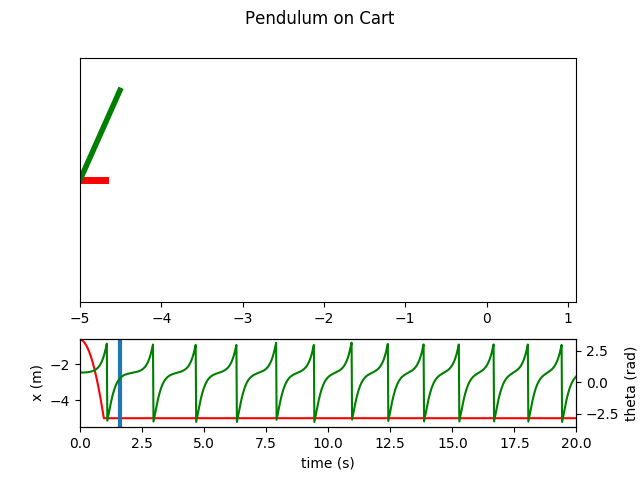 Pendulum on Cart
−5 −4 −3 −2 −1 0 1
x (m)
−2
−4
2.5
0.0
−2.5
theta (rad)
0.0 2.5 5.0 7.5 10.0 12.5 15.0 17.5 20.0
time (s)